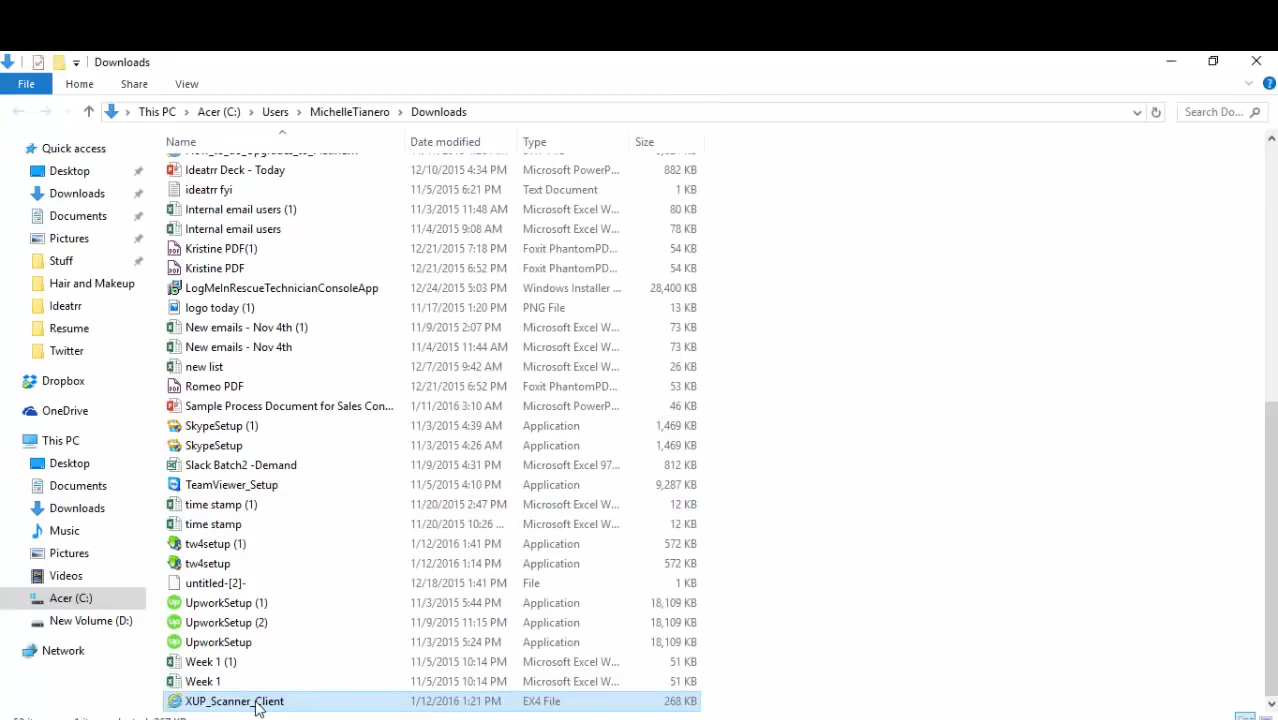 Downloads
File Home Share View
This PC Acer (C:) Users MichelleTianero Downloads Search Do...
Name Date modified Type Size
Quick access
Desktop
Downloads
Documents
Pictures
Stuff
Hair and Makeup
Ideatrr
Resume
Twitter
Dropbox
OneDrive
This PC
Desktop
Documents
Downloads
Music
Pictures
Videos
Acer (C:)
New Volume (D:)
Network
Ideatrr Deck - Today 12/10/2015 4:34 PM Microsoft PowerP... 882 KB
ideatrr fyi 11/5/2015 6:21 PM Text Document 1 KB
Internal email users (1) 11/3/2015 11:48 AM Microsoft Excel W... 80 KB
Internal email users 11/4/2015 9:08 AM Microsoft Excel W... 78 KB
Kristine PDF(1) 12/21/2015 7:18 PM Foxit PhantomPD... 54 KB
Kristine PDF 12/21/2015 6:52 PM Foxit PhantomPD... 54 KB
LogMeInRescueTechnicianConsoleApp 12/24/2015 5:03 PM Windows Installer ... 28,400 KB
logo today (1) 11/17/2015 1:20 PM PNG File 13 KB
New emails - Nov 4th (1) 11/9/2015 2:07 PM Microsoft Excel W... 73 KB
New emails - Nov 4th 11/4/2015 11:44 AM Microsoft Excel W... 73 KB
new list 12/7/2015 9:42 AM Microsoft Excel W... 26 KB
Romeo PDF 12/21/2015 6:52 PM Foxit PhantomPD... 53 KB
Sample Process Document for Sales Con... 1/11/2016 3:10 AM Microsoft PowerP... 46 KB
SkypeSetup (1) 11/3/2015 4:39 AM Application 1,469 KB
SkypeSetup 11/3/2015 4:26 AM Application 1,469 KB
Slack Batch2 -Demand 11/9/2015 4:31 PM Microsoft Excel 97... 812 KB
TeamViewer_Setup 11/5/2015 4:10 PM Application 9,287 KB
time stamp (1) 11/20/2015 2:47 PM Microsoft Excel W... 12 KB
time stamp 11/20/2015 10:26 ... Microsoft Excel W... 12 KB
tw4setup (1) 1/12/2016 1:41 PM Application 572 KB
tw4setup 1/12/2016 1:14 PM Application 572 KB
untitled-[2]- 12/18/2015 1:41 PM File 1 KB
UpworkSetup (1) 11/3/2015 5:44 PM Application 18,109 KB
UpworkSetup (2) 11/9/2015 11:15 PM Application 18,109 KB
UpworkSetup 11/3/2015 5:24 PM Application 18,109 KB
Week 1 (1) 11/5/2015 10:14 PM Microsoft Excel W... 51 KB
Week 1 11/5/2015 10:14 PM Microsoft Excel W... 51 KB
XUP_Scanner_Client 1/12/2016 1:21 PM EX4 File 268 KB